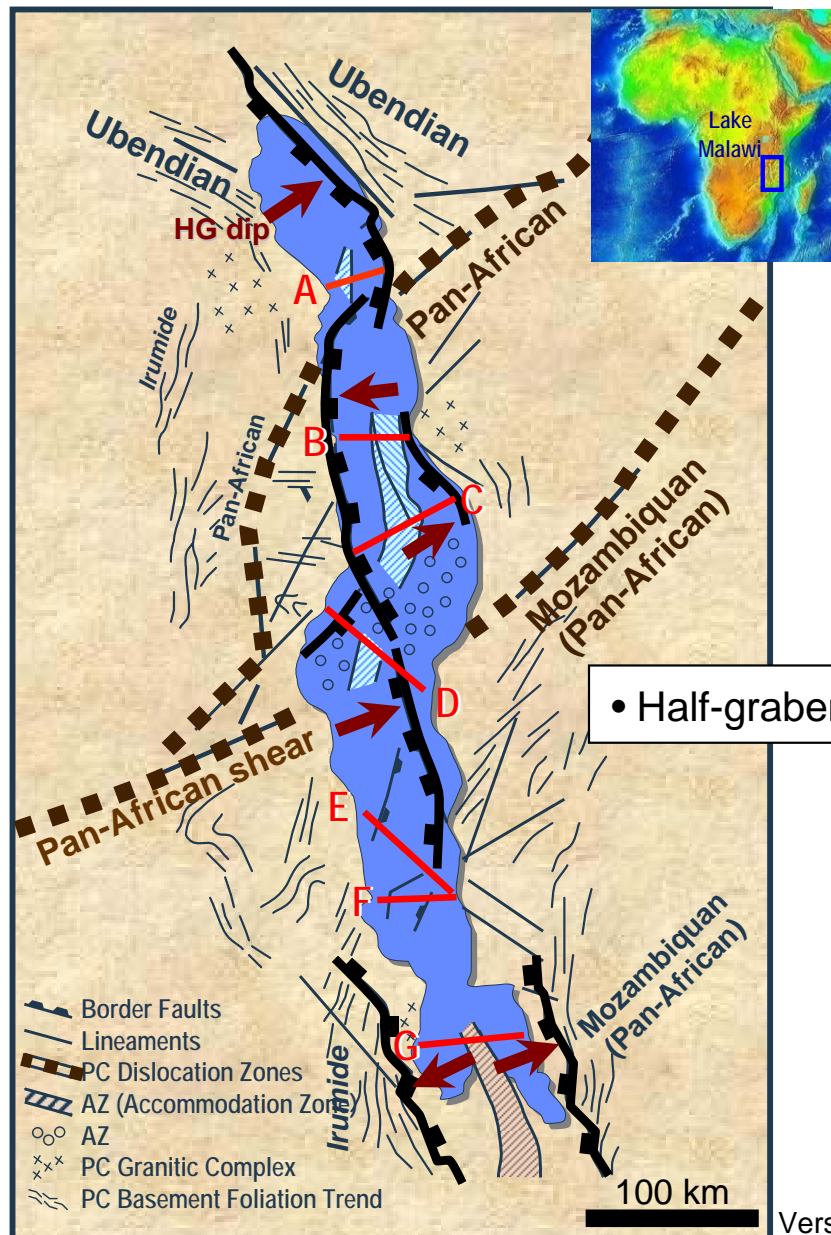 Ubendian
Ubendian
Lake
Malawi
HG dip
Pan-African
A
Irumide
B
Pan-African
C
Mozambiquan
(Pan-African)
D
• Half-graben
Pan-African shear
E
F
Mozambiquan
(Pan-African)
G
Irumide
Border Faults
Lineaments
PC Dislocation Zones
AZ (Accommodation Zone)
AZ
PC Granitic Complex
PC Basement Foliation Trend
100 km
Vers